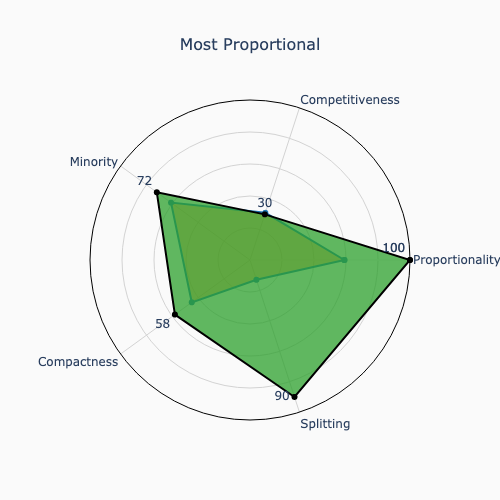 Most Proportional
Competitiveness
Minority
72
30
100
Proportionality
58
Compactness
90
Splitting